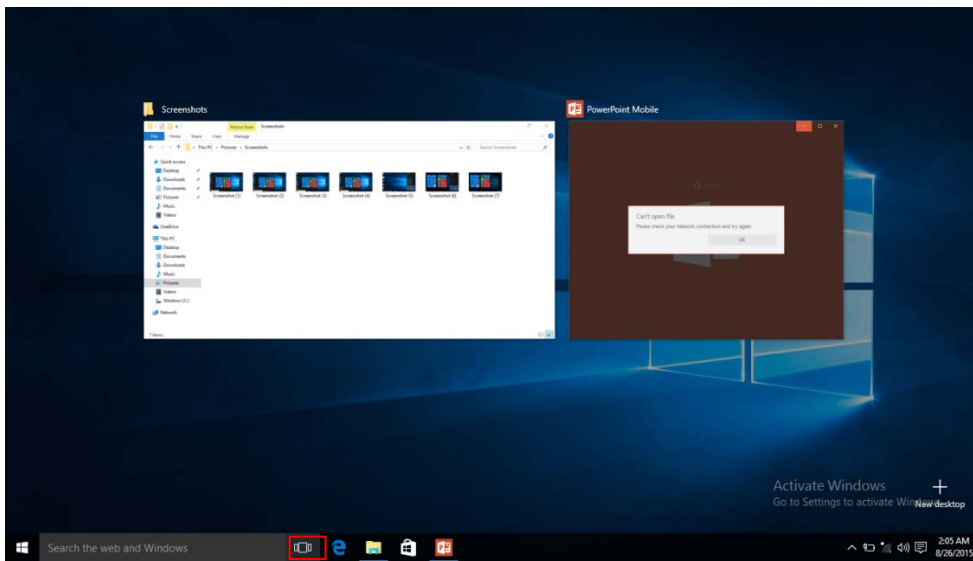 Screenshots
PowerPoint Mobile
Picture Tools Screenshots
File Home Share View Manage
This PC › Pictures › Screenshots
Search Screenshots
Quick access
Desktop
Downloads
Documents
Pictures
Music
Videos
OneDrive
This PC
Desktop
Documents
Downloads
Music
Pictures
Videos
Windows (C:)
Network
Screenshot (1) Screenshot (2) Screenshot (3) Screenshot (4) Screenshot (5) Screenshot (6) Screenshot (7)
7 items
Can't open file
Please check your network connection and try again.
OK
Activate Windows
Go to Settings to activate Windows.
New desktop
Search the web and Windows
2:05 AM
8/26/2015